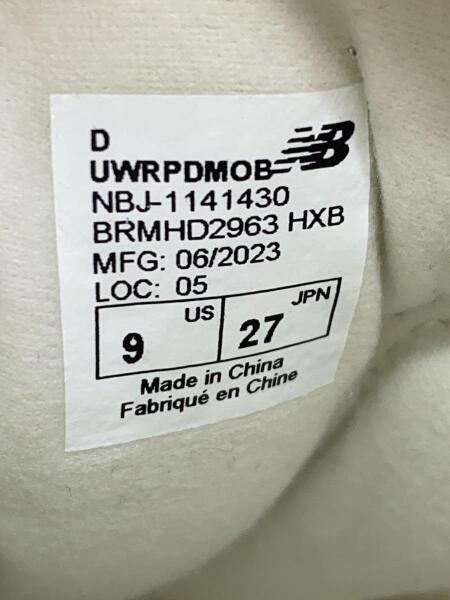 D
UWRPDMOB
NB
NBJ-1141430
BRMHD2963 HXB
MFG: 06/2023
LOC: 05
9 US 27 JPN
Made in China
Fabriqué en Chine